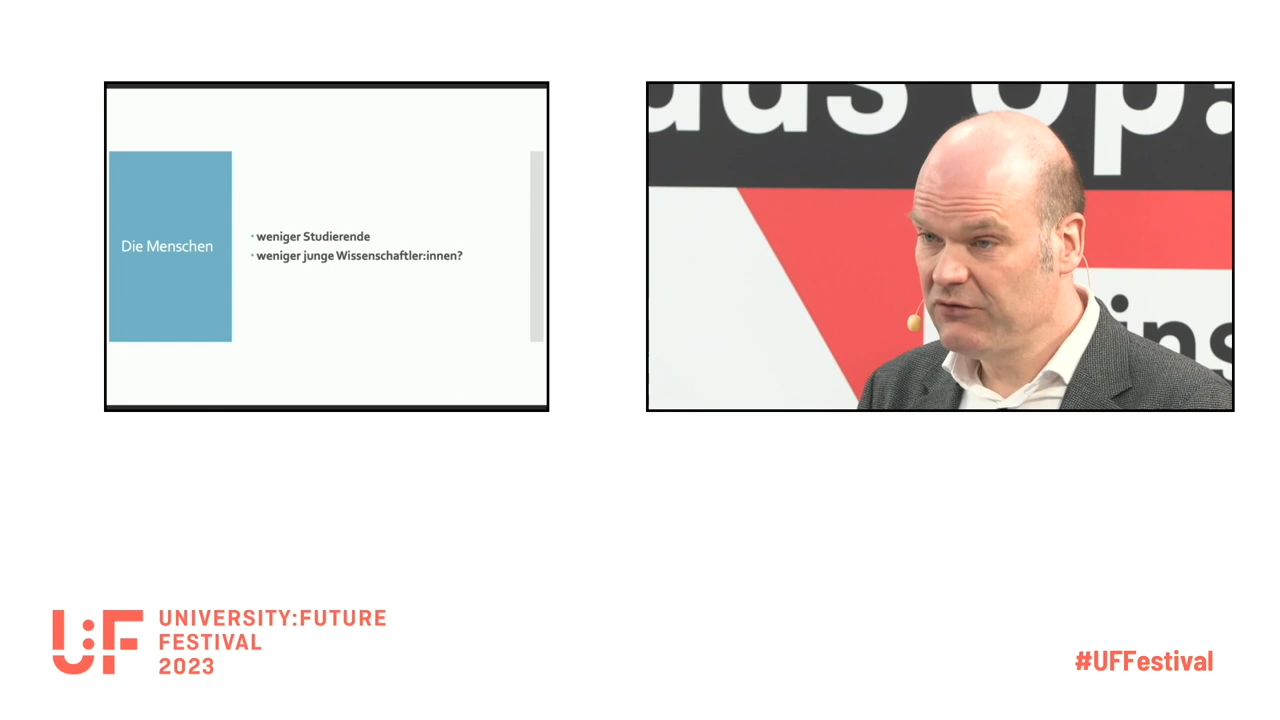 Die Menschen
• weniger Studierende
• weniger junge Wissenschaftler:innen?
U:F
UNIVERSITY:FUTURE
FESTIVAL
2023
#UFFestival